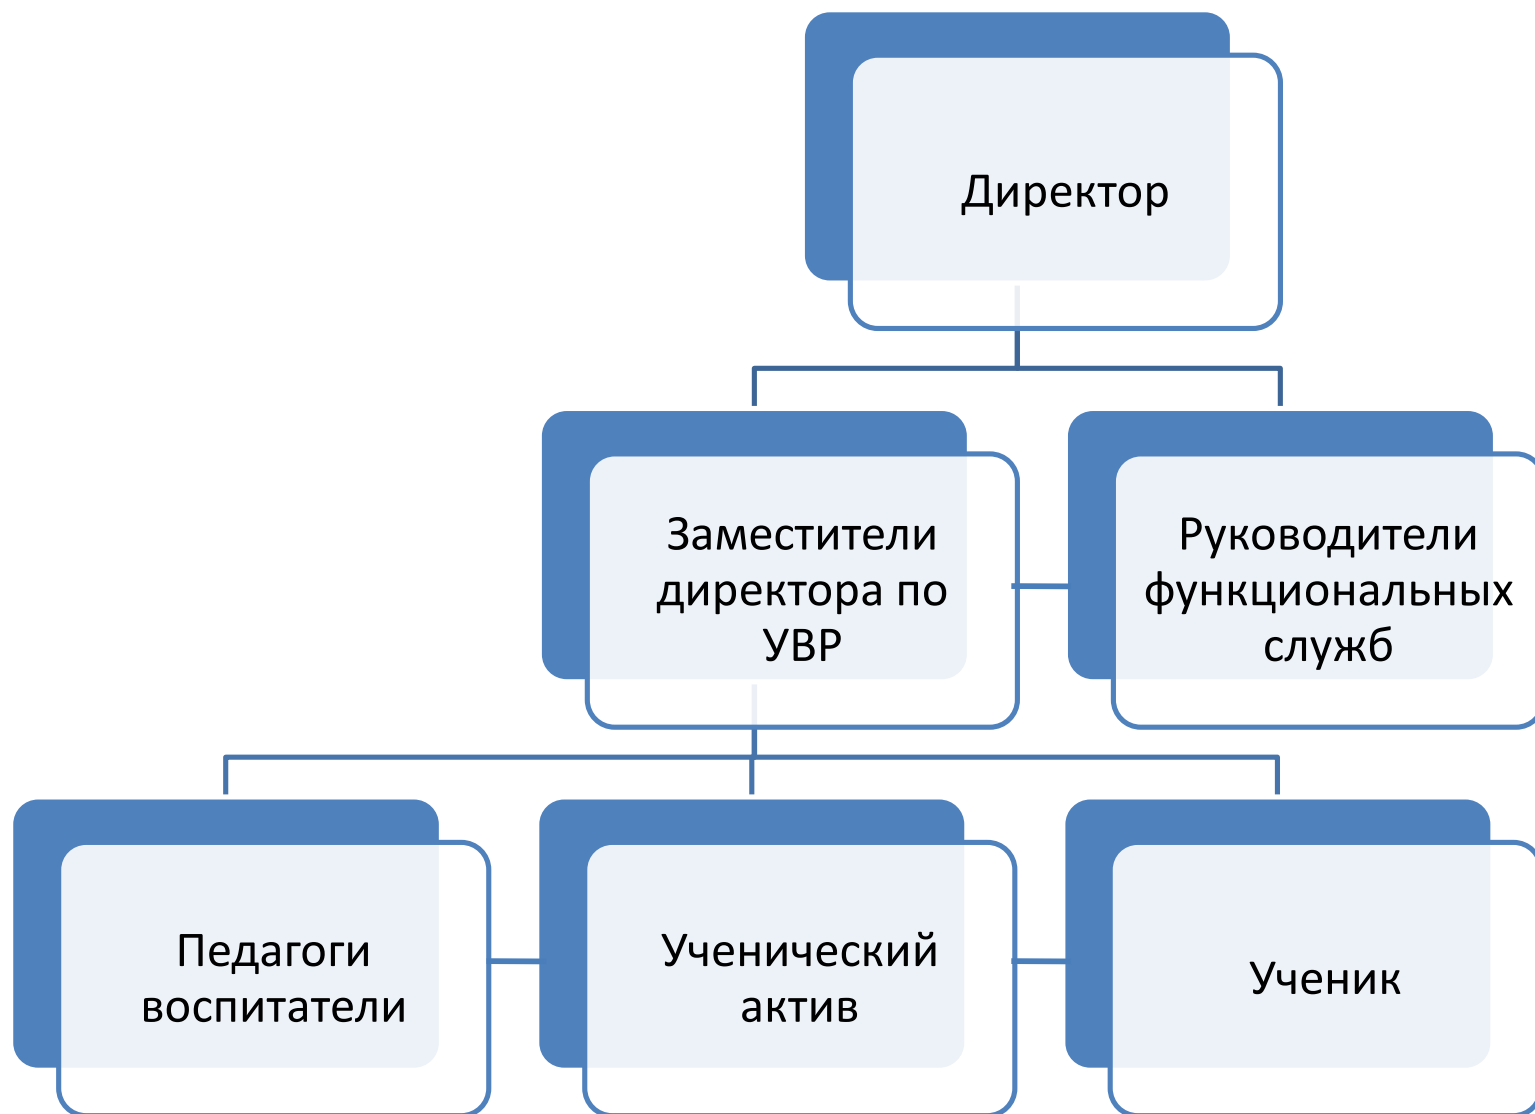 Директор
Заместители
директора по
УВР
Руководители
функциональных
служб
Педагоги
воспитатели
Ученический
актив
Ученик